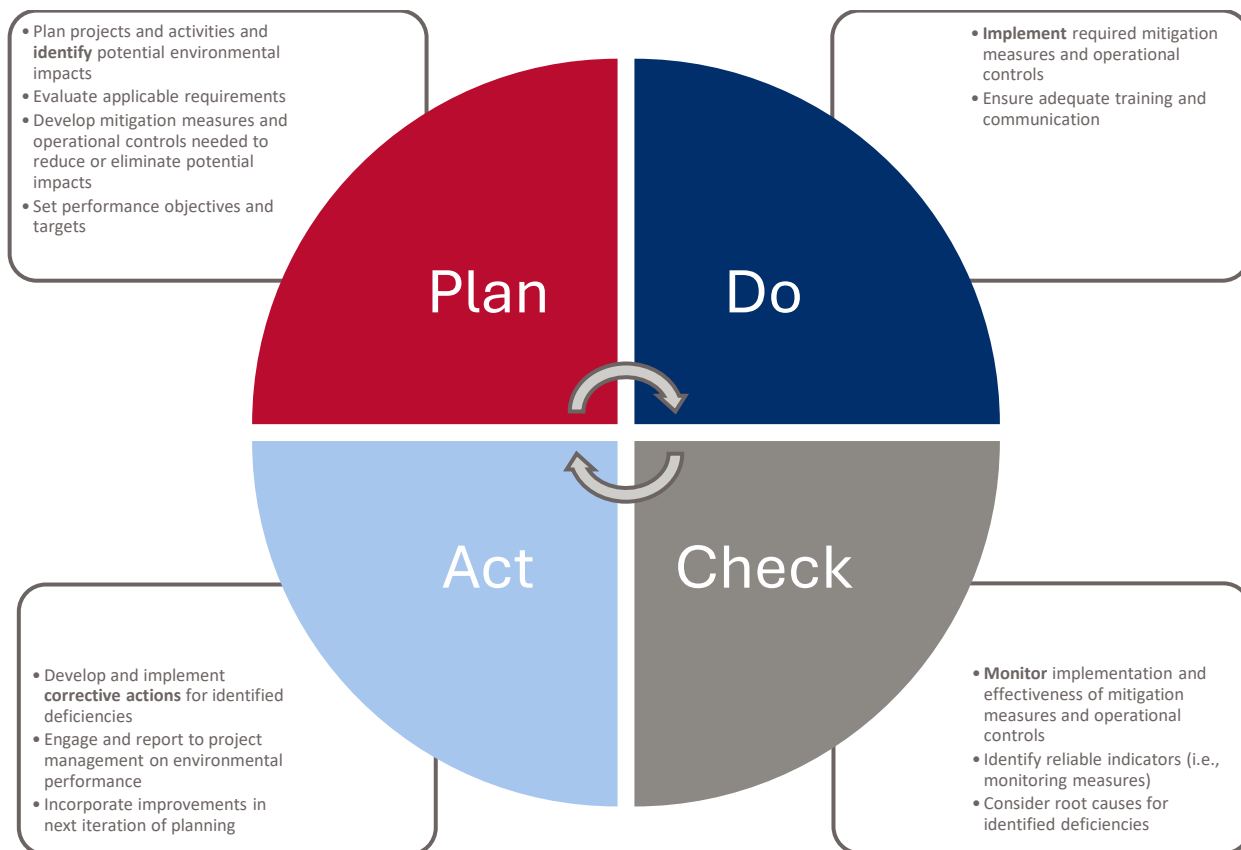 • Plan projects and activities and
identify potential environmental
impacts
• Evaluate applicable requirements
• Develop mitigation measures and
operational controls needed to
reduce or eliminate potential
impacts
• Set performance objectives and
targets
• Implement required mitigation
measures and operational
controls
• Ensure adequate training and
communication
Plan
Do
Act
Check
• Develop and implement
corrective actions for identified
deficiencies
• Engage and report to project
management on environmental
performance
• Incorporate improvements in
next iteration of planning
• Monitor implementation and
effectiveness of mitigation
measures and operational
controls
• Identify reliable indicators (i.e.,
monitoring measures)
• Consider root causes for
identified deficiencies